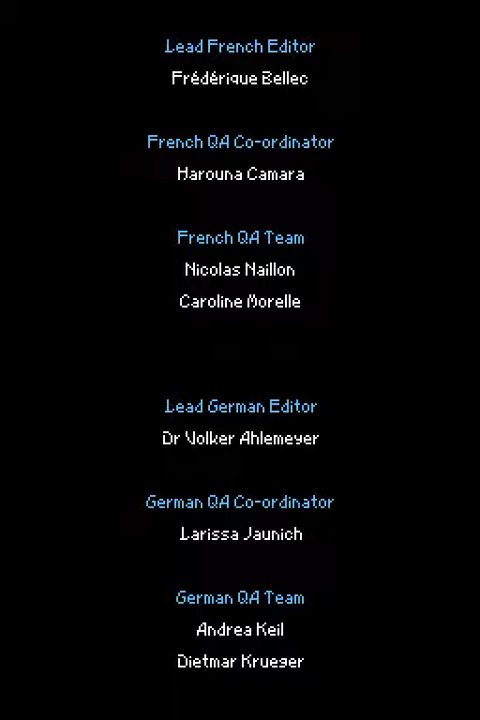 Lead French Editor
Frédérique Bellec
French QA Co-ordinator
Harouna Camara
French QA Team
Nicolas Naillon
Caroline Morelle
Lead German Editor
Dr Volker Ahlemeyer
German QA Co-ordinator
Larissa Jaunich
German QA Team
Andrea Keil
Dietmar Krueger